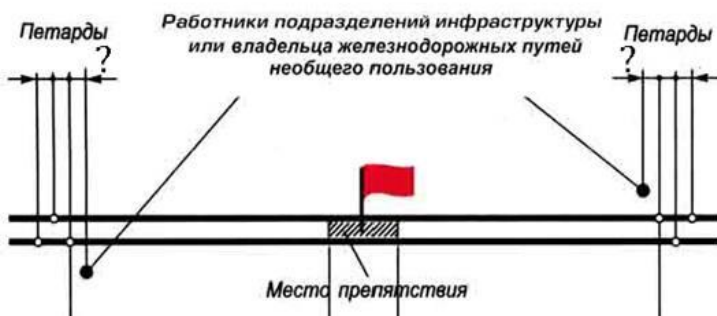 Петарды
?
Работники подразделений инфраструктуры
или владельца железнодорожных путей
необщего пользования
Петарды
?
Место препятствия